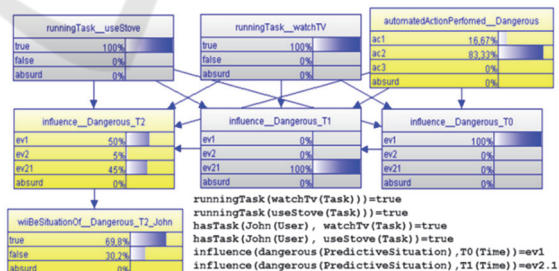 runningTask__useStove
true 100%
false 0%
absurd 0%
runningTask__watchTV
true 100%
false 0%
absurd 0%
automatedActionPerfomed__Dangerous
ac1 16,67%
ac2 83,33%
ac3 0%
absurd 0%
influence__Dangerous_T2
ev1 50%
ev2 5%
ev21 45%
absurd 0%
influence__Dangerous_T1
ev1 0%
ev2 0%
ev21 100%
absurd 0%
influence__Dangerous_T0
ev1 100%
ev2 0%
ev21 0%
absurd 0%
wiiBeSituationOf__Dangerous_T2_John
true 69,8%
false 30,2%
absurd 0%
runningTask(watchTv(Task)))=true
runningTask(useStove(Task)))=true
hasTask(John(User), watchTv(Task))=true
hasTask(John(User), useStove(Task))=true
influence(dangerous(PredictiveSituation),T0(Time))=ev1
influence(dangerous(PredictiveSituation),T1(Time))=ev2.1